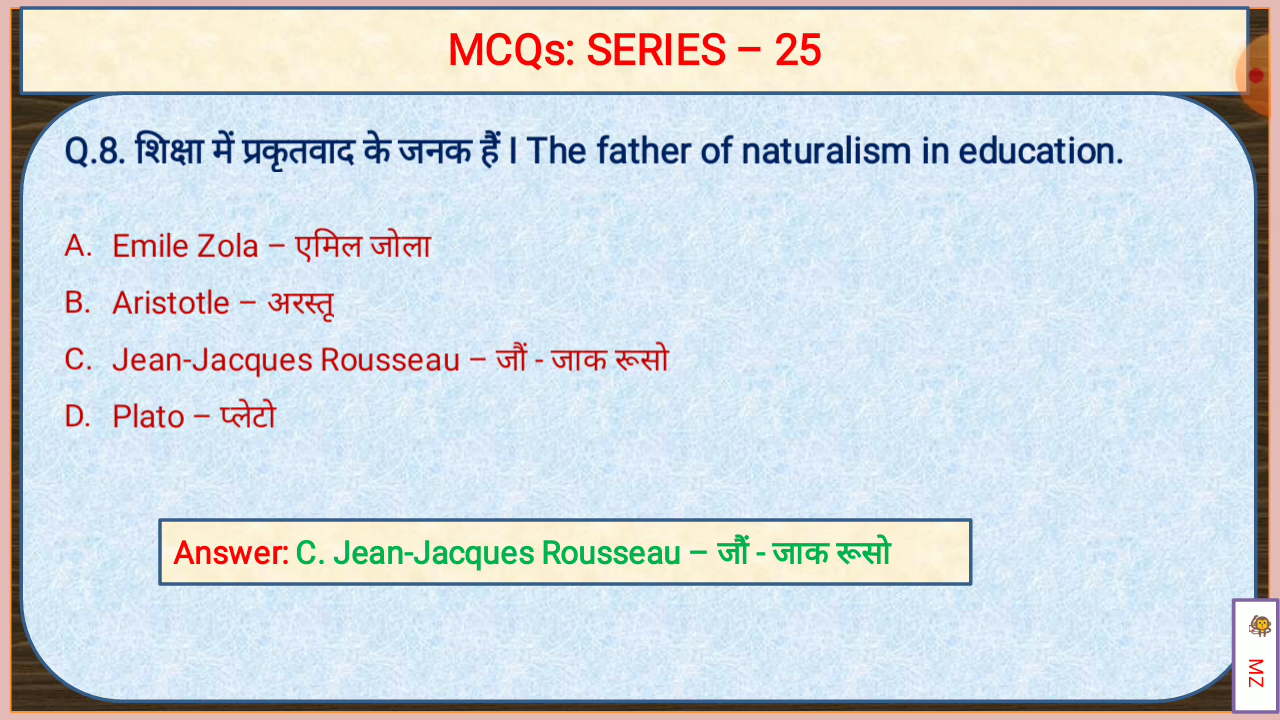 MCQs: SERIES – 25
Q.8. शिक्षा में प्रकृतवाद के जनक हैं I The father of naturalism in education.
A. Emile Zola – एमिल जोला
B. Aristotle – अरस्तू
C. Jean-Jacques Rousseau – जौं - जाक रूसो
D. Plato – प्लेटो
Answer: C. Jean-Jacques Rousseau – जौं - जाक रूसो
MZ